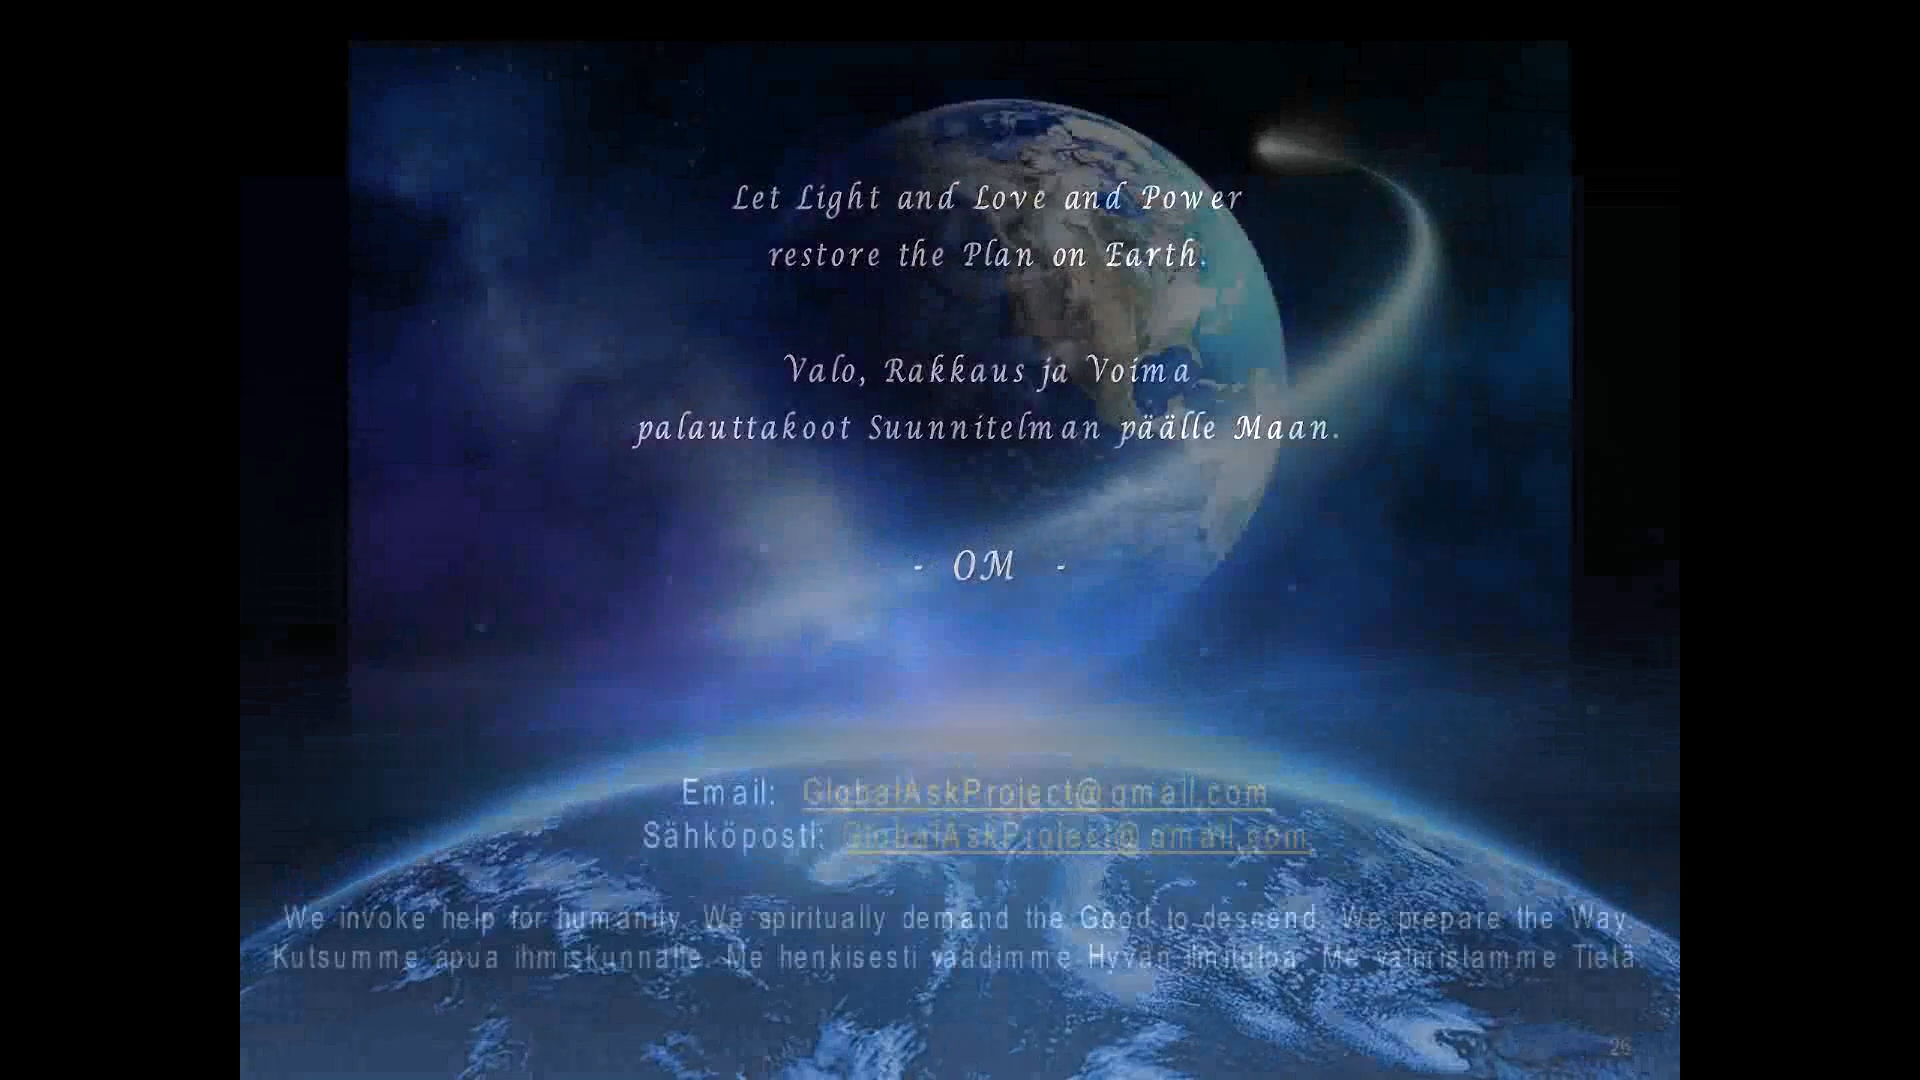 Let Light and Love and Power
restore the Plan on Earth.
Valo, Rakkaus ja Voima
palauttakoot Suunnitelman päälle Maan.
- OM -
Email: GlobalAskProject@gmail.com
Sähköposti: GlobalAskProject@gmail.com
We invoke help for humanity. We spiritually demand the Good to descend. We prepare the Way.
Kutsumme apua ihmiskunnalle. Me henkisesti vaadimme Hyvän ilmituloa. Me valmistamme Tietä.
26